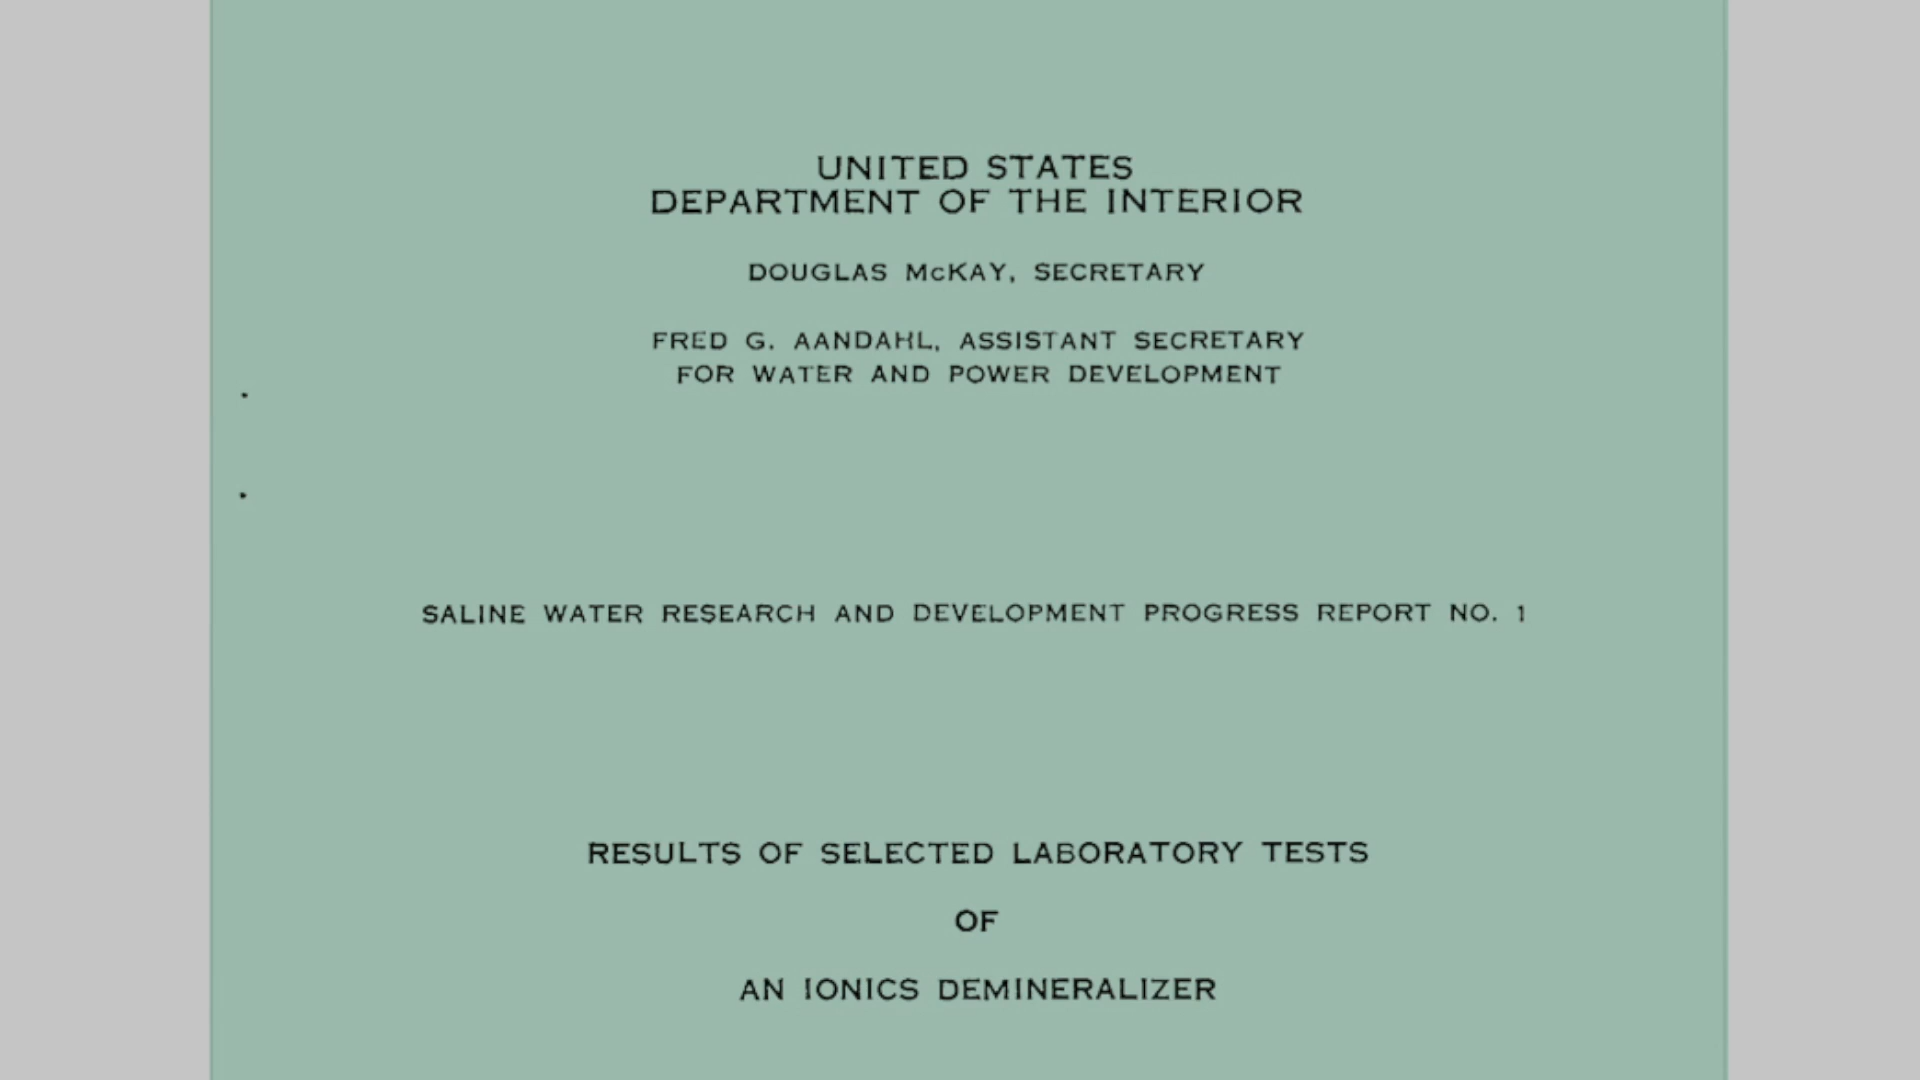 UNITED STATES
DEPARTMENT OF THE INTERIOR
DOUGLAS McKAY, SECRETARY
FRED G. AANDAHL, ASSISTANT SECRETARY
FOR WATER AND POWER DEVELOPMENT
SALINE WATER RESEARCH AND DEVELOPMENT PROGRESS REPORT NO. 1
RESULTS OF SELECTED LABORATORY TESTS
OF
AN IONICS DEMINERALIZER